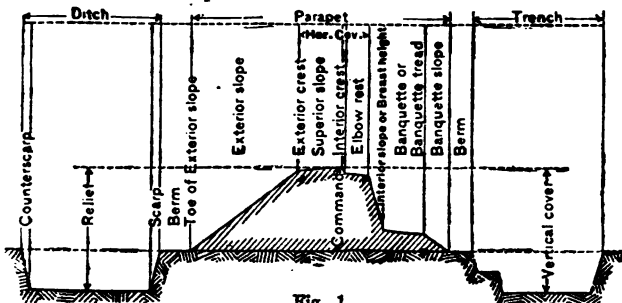 Ditch
Parapet
Trench
Hor. Cov.
Counterscarp
Relief
Scarp
Berm
Toe of Exterior slope
Exterior slope
Exterior crest
Superior slope
Interior crest
Command
Elbow rest
Interior slope or Breast height
Banquette or
Banquette tread
Banquette slope
Berm
Vertical cover
Fig. 1